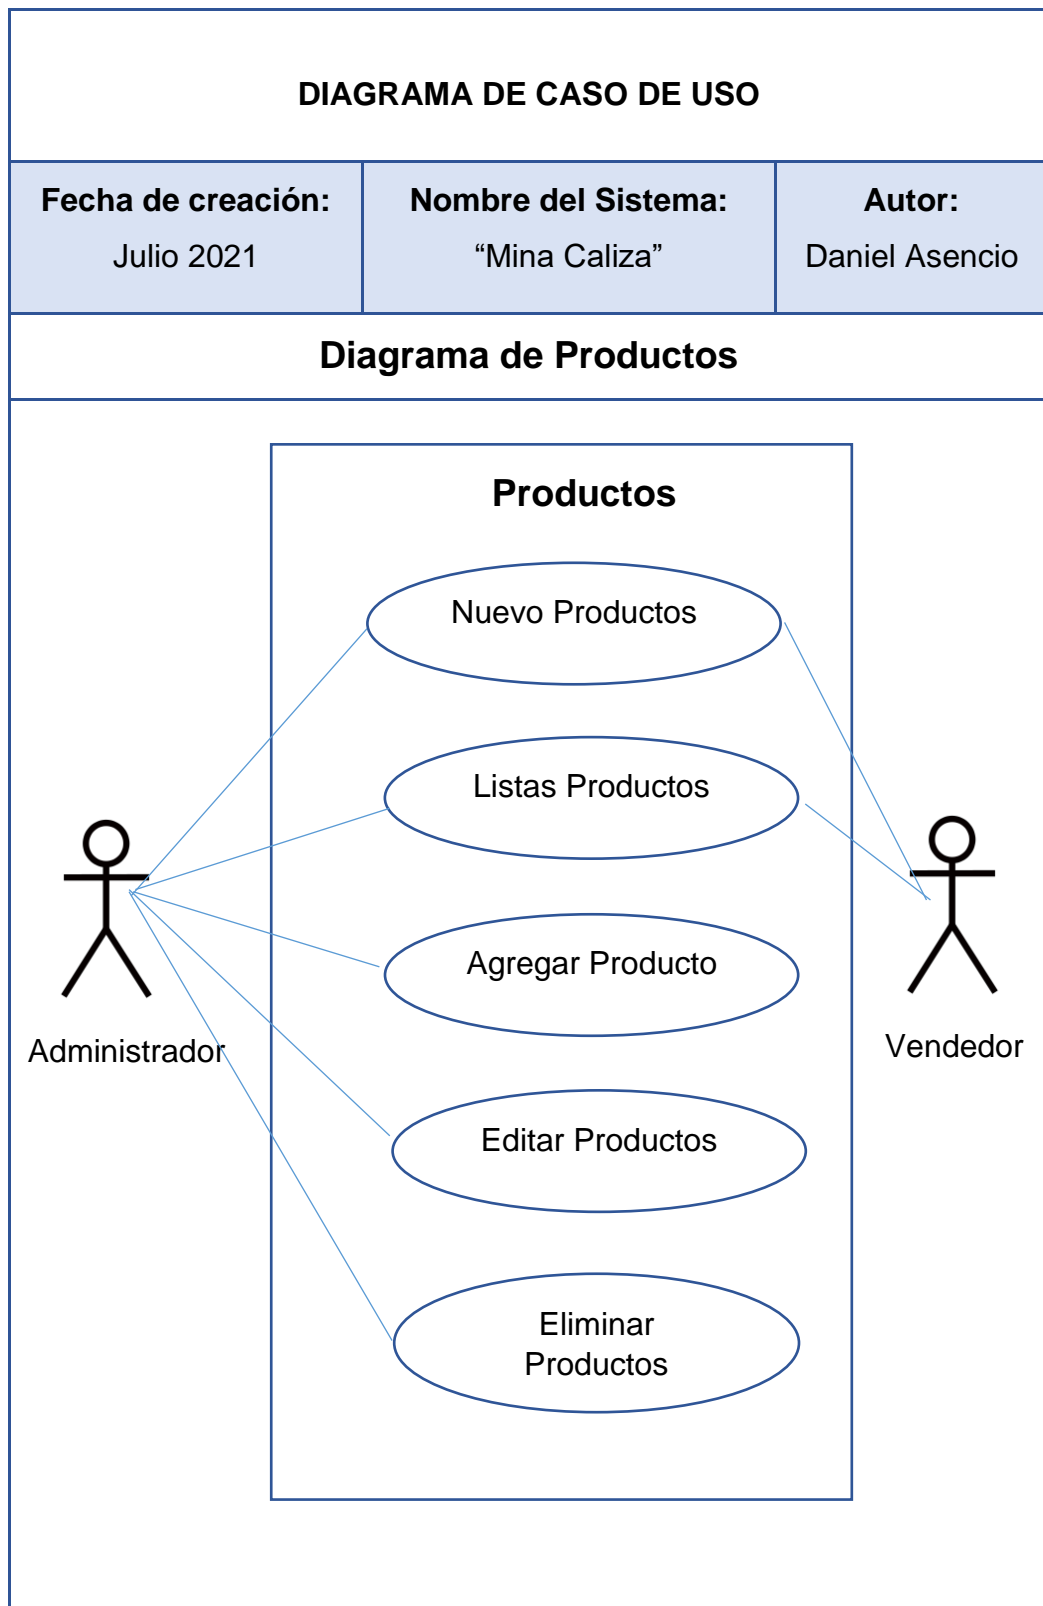 DIAGRAMA DE CASO DE USO
Fecha de creación:
Julio 2021
Nombre del Sistema:
“Mina Caliza”
Autor:
Daniel Asencio
Diagrama de Productos
Productos
Nuevo Productos
Listas Productos
Agregar Producto
Administrador
Vendedor
Editar Productos
Eliminar
Productos